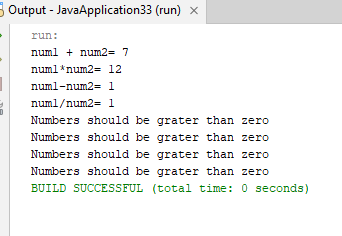 Output - JavaApplication33 (run) ×
run:
num1 + num2= 7
num1*num2= 12
num1-num2= 1
num1/num2= 1
Numbers should be grater than zero
Numbers should be grater than zero
Numbers should be grater than zero
Numbers should be grater than zero
BUILD SUCCESSFUL (total time: 0 seconds)